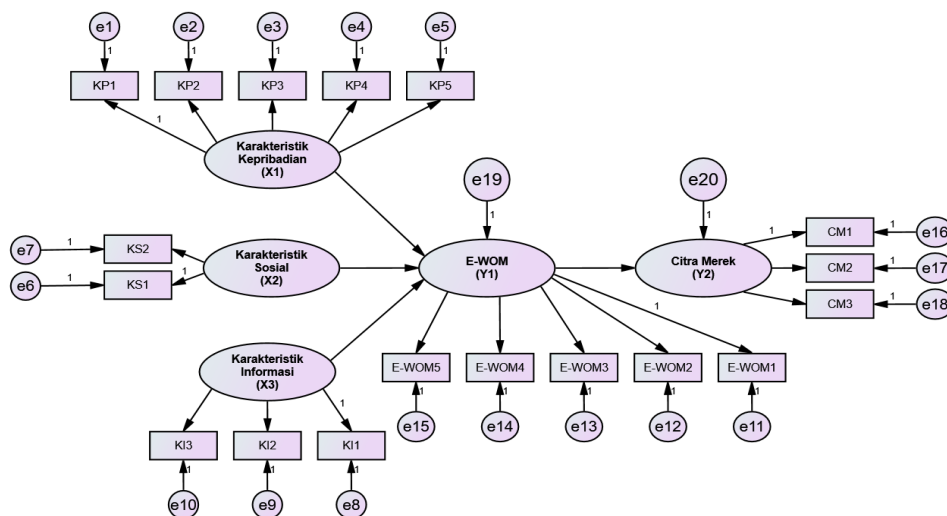 e1 e2 e3 e4 e5
1 1 1 1 1
KP1 KP2 KP3 KP4 KP5
1
Karakteristik
Kepribadian
(X1)
e19
1
e20
1
e7
1
KS2
e6
1
KS1
1
Karakteristik
Sosial
(X2)
E-WOM
(Y1)
Citra Merek
(Y2)
1
CM1
1
e16
CM2
1
e17
CM3
1
e18
Karakteristik
Informasi
(X3)
1
1
E-WOM5 E-WOM4 E-WOM3 E-WOM2 E-WOM1
1 1 1 1 1
e15 e14 e13 e12 e11
KI3 KI2 KI1
1 1 1
e10 e9 e8